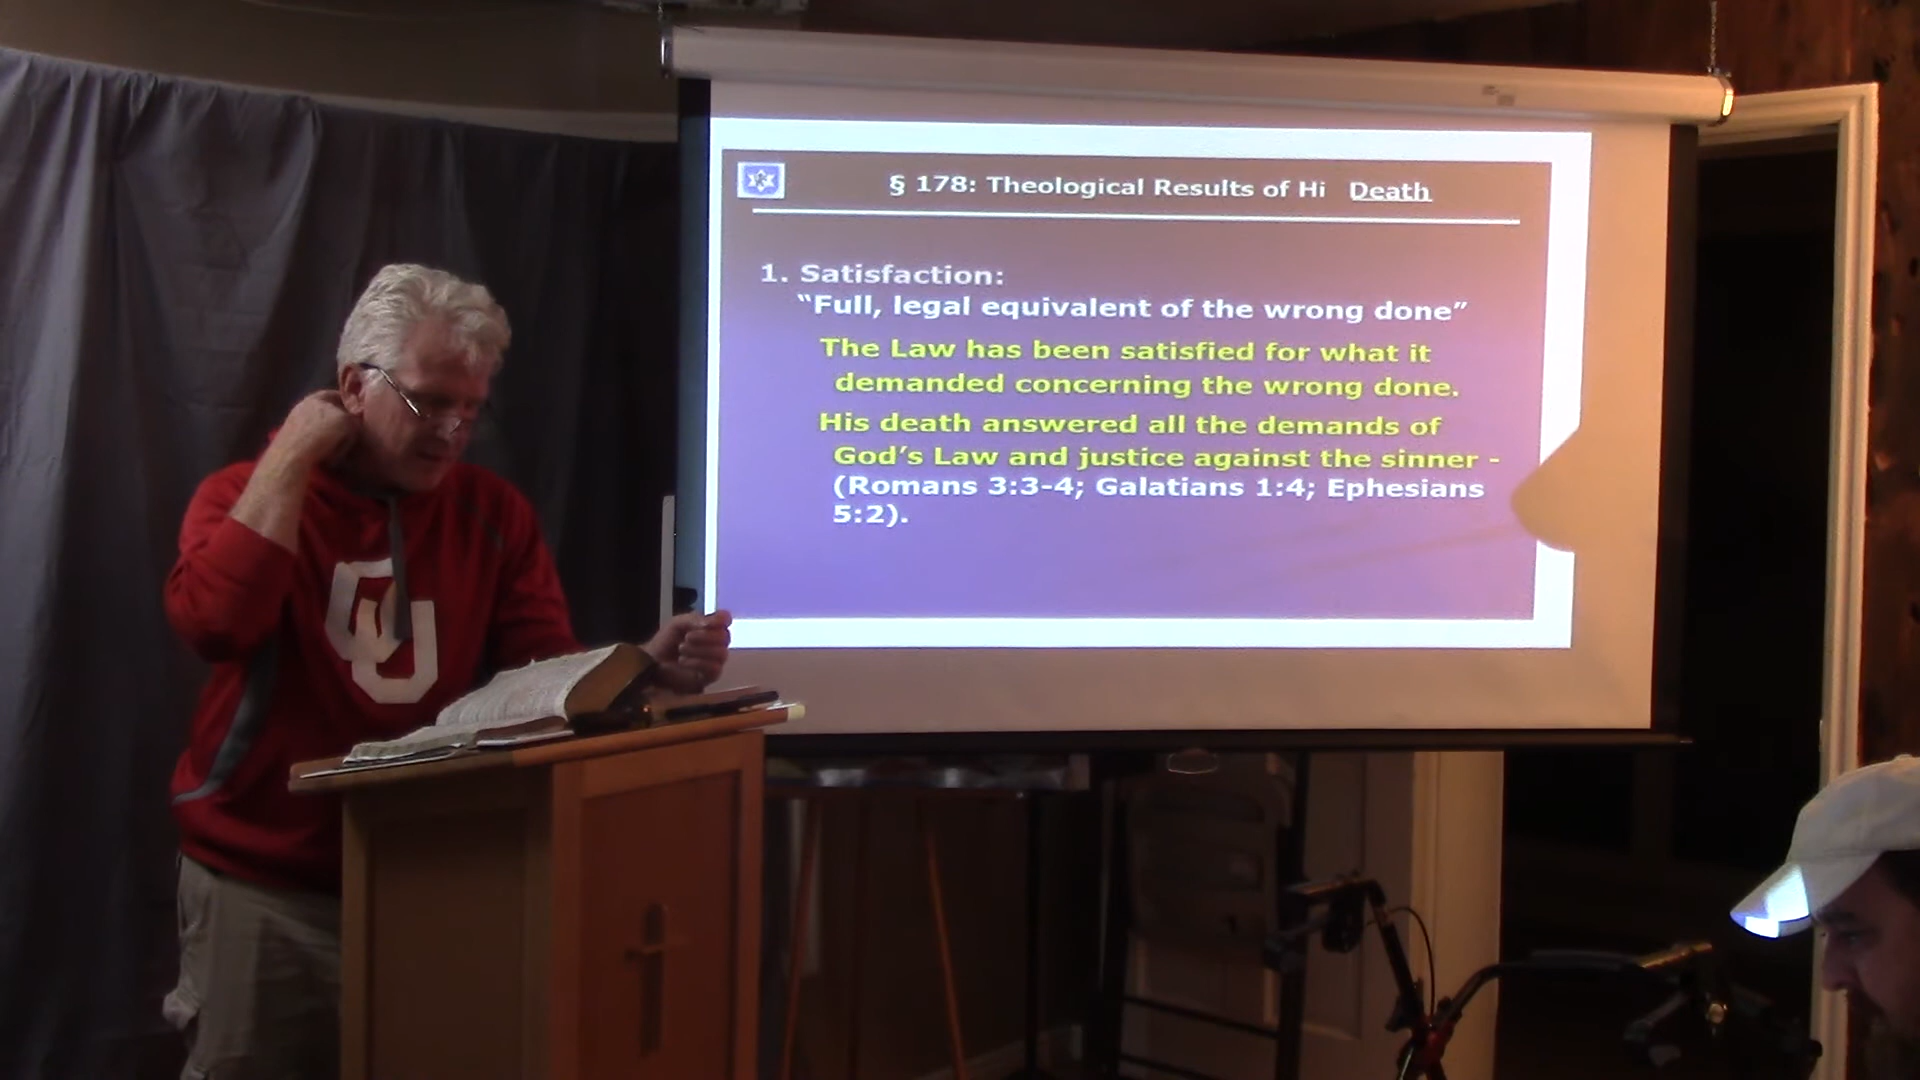 § 178: Theological Results of Hi Death
1. Satisfaction:
“Full, legal equivalent of the wrong done”
The Law has been satisfied for what it
demanded concerning the wrong done.
His death answered all the demands of
God’s Law and justice against the sinner -
(Romans 3:3-4; Galatians 1:4; Ephesians
5:2).
OU